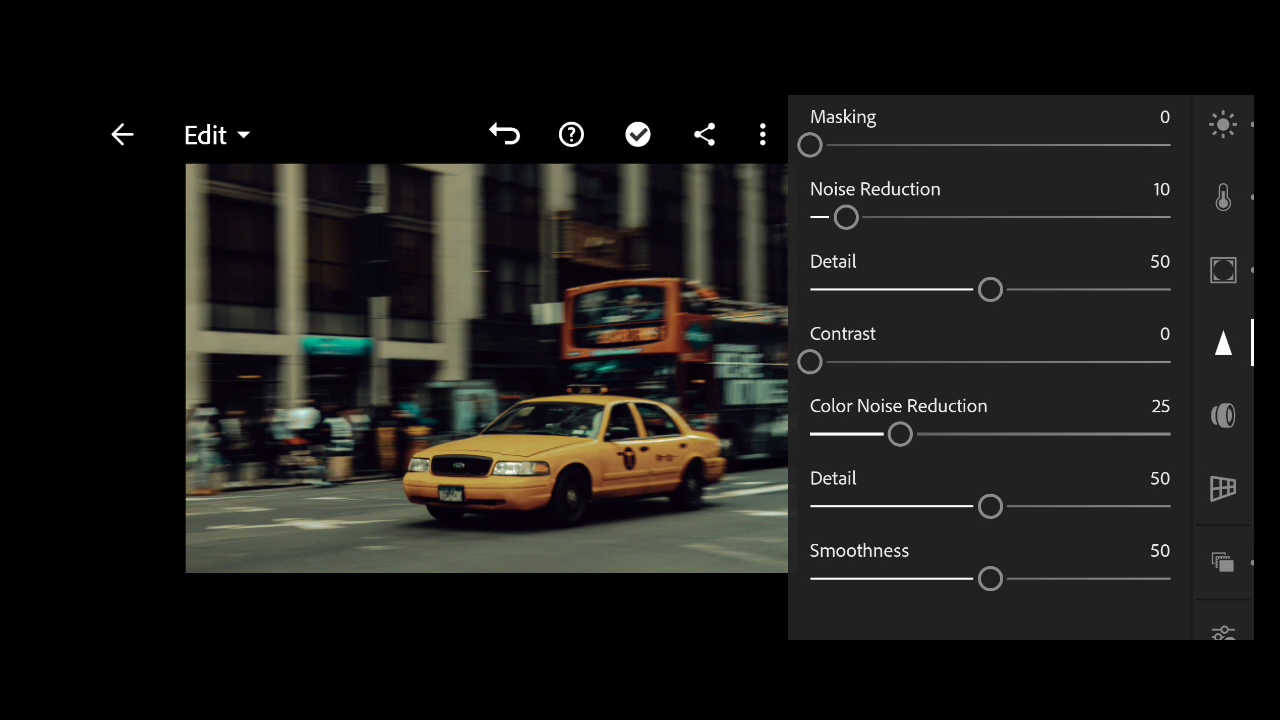 Edit
Masking 0
Noise Reduction 10
Detail 50
Contrast 0
Color Noise Reduction 25
Detail 50
Smoothness 50